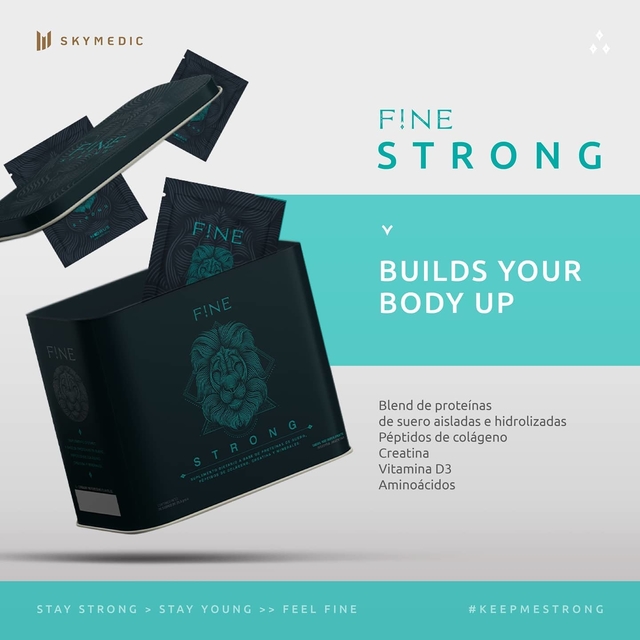 SKYMEDIC
F!NE
STRONG
BUILDS YOUR
BODY UP
F!NE
F!NE
F!NE
STRONG
Blend de proteínas
de suero aisladas e hidrolizadas
Péptidos de colágeno
Creatina
Vitamina D3
Aminoácidos
STAY STRONG > STAY YOUNG >> FEEL FINE
#KEEPMESTRONG